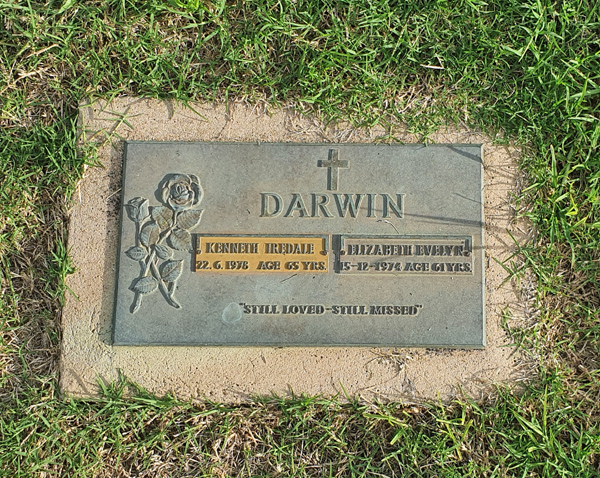 DARWIN
KENNETH IREDALE
22.6.1978 AGE 65 YRS.
ELIZABETH EVELYN
15-12-1974 AGE 61 YRS.
"STILL LOVED-STILL MISSED"